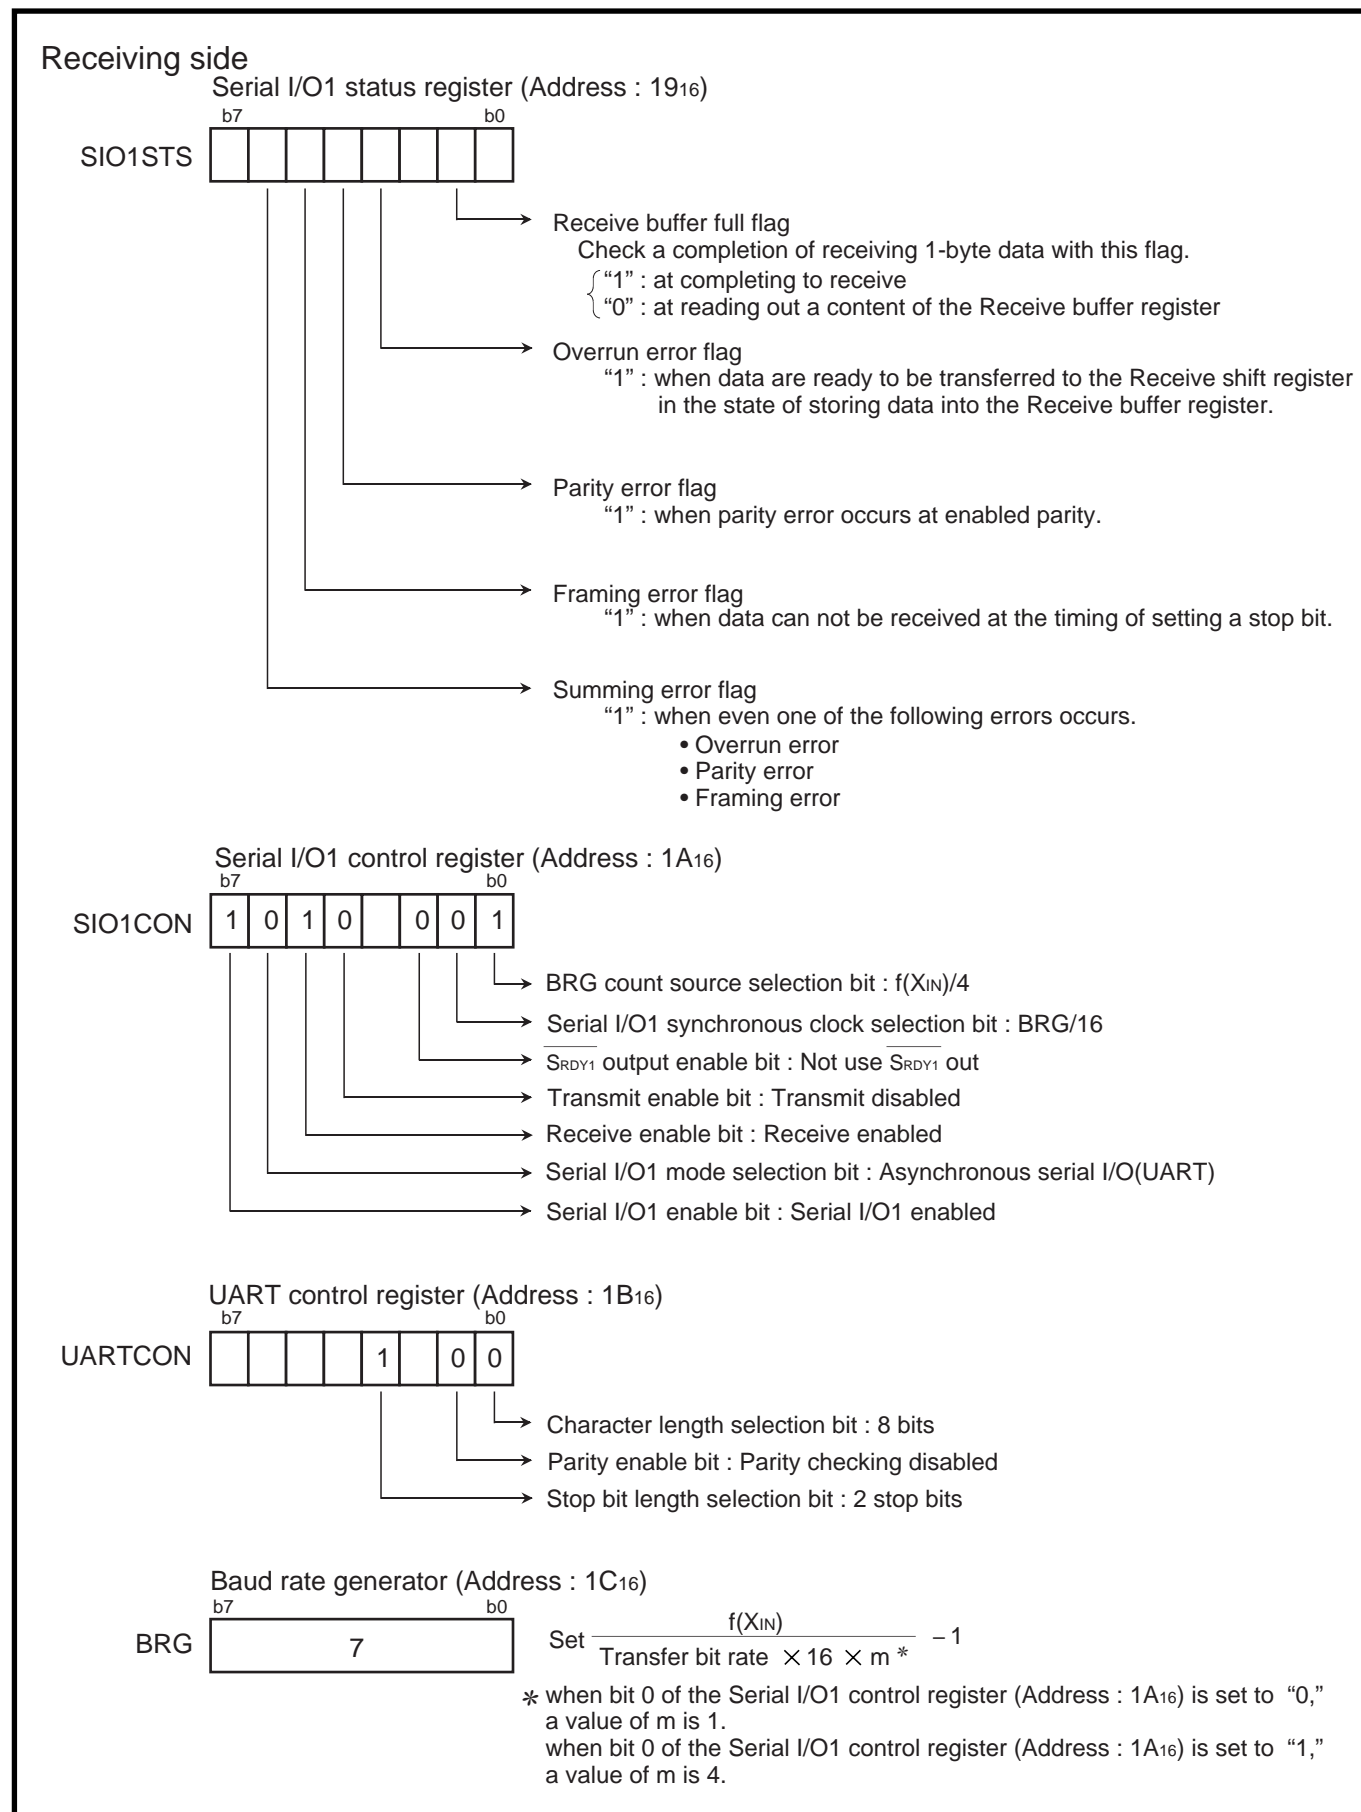 Receiving side
Serial I/O1 status register (Address : 19₁₆)
b7 b0
SIO1STS
Receive buffer full flag
Check a completion of receiving 1-byte data with this flag.
“1” : at completing to receive
“0” : at reading out a content of the Receive buffer register
Overrun error flag
“1” : when data are ready to be transferred to the Receive shift register
in the state of storing data into the Receive buffer register.
Parity error flag
“1” : when parity error occurs at enabled parity.
Framing error flag
“1” : when data can not be received at the timing of setting a stop bit.
Summing error flag
“1” : when even one of the following errors occurs.
• Overrun error
• Parity error
• Framing error
Serial I/O1 control register (Address : 1A₁₆)
b7 b0
SIO1CON 1 0 1 0 0 0 1
BRG count source selection bit : f(XIN)/4
Serial I/O1 synchronous clock selection bit : BRG/16
SRDY1 output enable bit : Not use SRDY1 out
Transmit enable bit : Transmit disabled
Receive enable bit : Receive enabled
Serial I/O1 mode selection bit : Asynchronous serial I/O(UART)
Serial I/O1 enable bit : Serial I/O1 enabled
UART control register (Address : 1B₁₆)
b7 b0
UARTCON 1 0 0
Character length selection bit : 8 bits
Parity enable bit : Parity checking disabled
Stop bit length selection bit : 2 stop bits
Baud rate generator (Address : 1C₁₆)
b7 b0
BRG 7
f(XIN)
Set – 1
Transfer bit rate × 16 × m *
* when bit 0 of the Serial I/O1 control register (Address : 1A₁₆) is set to “0,”
a value of m is 1.
when bit 0 of the Serial I/O1 control register (Address : 1A₁₆) is set to “1,”
a value of m is 4.